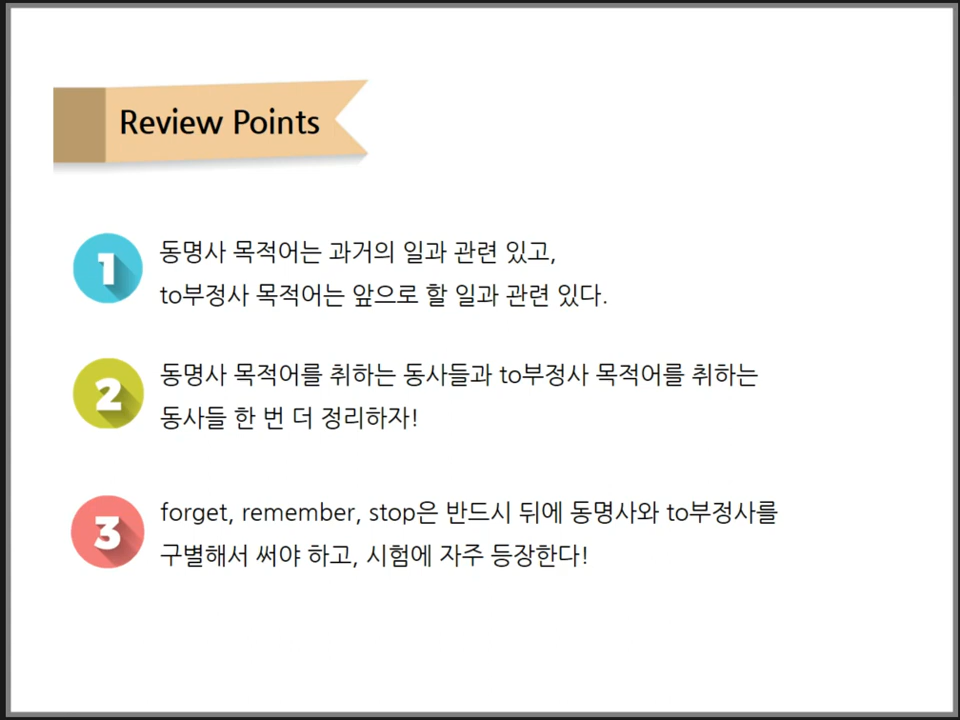 Review Points
1
동명사 목적어는 과거의 일과 관련 있고,
to부정사 목적어는 앞으로 할 일과 관련 있다.
2
동명사 목적어를 취하는 동사들과 to부정사 목적어를 취하는
동사들 한 번 더 정리하자!
3
forget, remember, stop은 반드시 뒤에 동명사와 to부정사를
구별해서 써야 하고, 시험에 자주 등장한다!